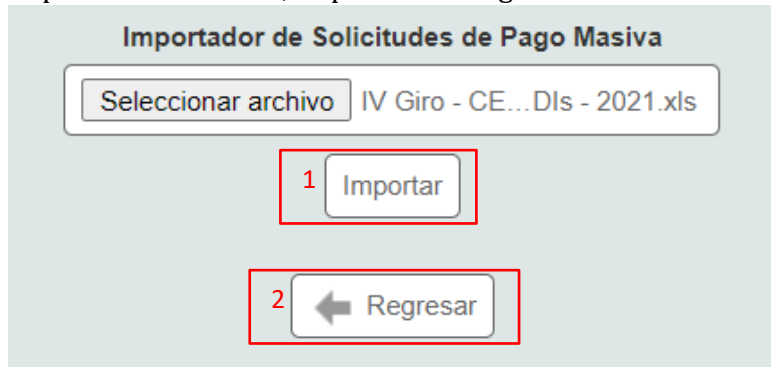 Importador de Solicitudes de Pago Masiva
Seleccionar archivo IV Giro - CE...DIs - 2021.xls
1 Importar
2 Regresar